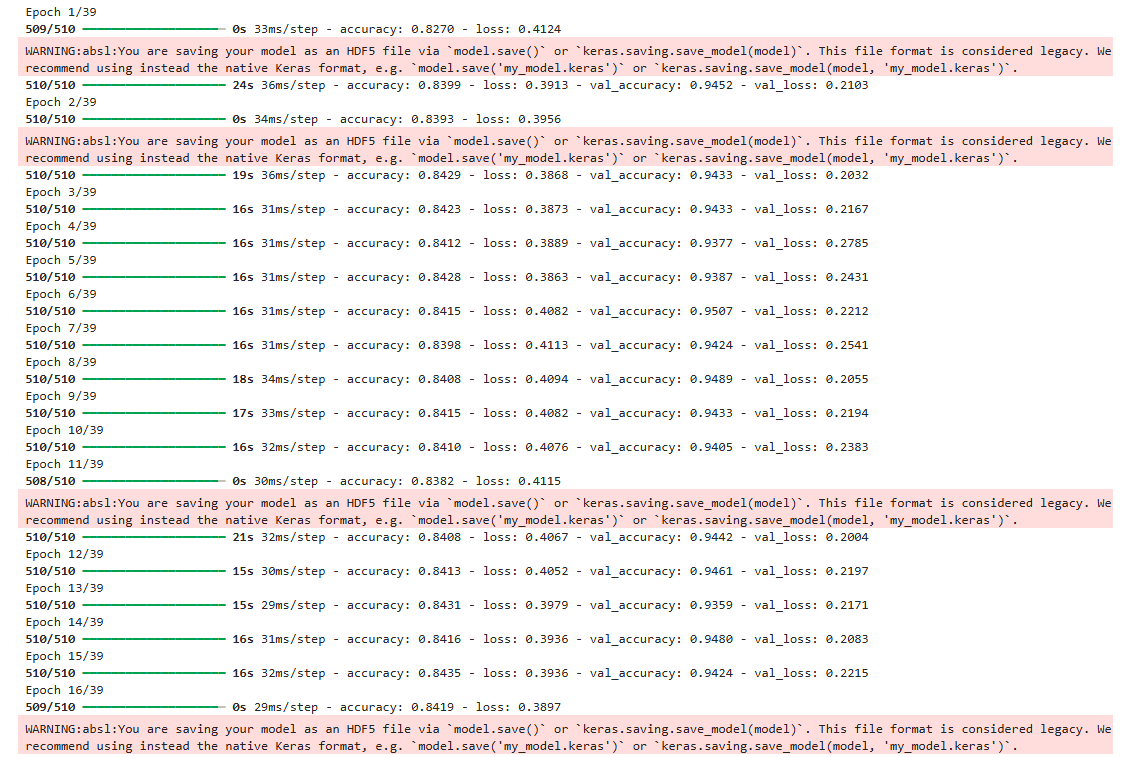 Epoch 1/39
509/510 ━━━━━━━━━━━━━━━━━━━━ 0s 33ms/step - accuracy: 0.8270 - loss: 0.4124
WARNING:absl:You are saving your model as an HDF5 file via `model.save()` or `keras.saving.save_model(model)`. This file format is considered legacy. We
recommend using instead the native Keras format, e.g. `model.save('my_model.keras')` or `keras.saving.save_model(model, 'my_model.keras')`.
510/510 ━━━━━━━━━━━━━━━━━━━━ 24s 36ms/step - accuracy: 0.8399 - loss: 0.3913 - val_accuracy: 0.9452 - val_loss: 0.2103
Epoch 2/39
510/510 ━━━━━━━━━━━━━━━━━━━━ 0s 34ms/step - accuracy: 0.8393 - loss: 0.3956
WARNING:absl:You are saving your model as an HDF5 file via `model.save()` or `keras.saving.save_model(model)`. This file format is considered legacy. We
recommend using instead the native Keras format, e.g. `model.save('my_model.keras')` or `keras.saving.save_model(model, 'my_model.keras')`.
510/510 ━━━━━━━━━━━━━━━━━━━━ 19s 36ms/step - accuracy: 0.8429 - loss: 0.3868 - val_accuracy: 0.9433 - val_loss: 0.2032
Epoch 3/39
510/510 ━━━━━━━━━━━━━━━━━━━━ 16s 31ms/step - accuracy: 0.8423 - loss: 0.3873 - val_accuracy: 0.9433 - val_loss: 0.2167
Epoch 4/39
510/510 ━━━━━━━━━━━━━━━━━━━━ 16s 31ms/step - accuracy: 0.8412 - loss: 0.3889 - val_accuracy: 0.9377 - val_loss: 0.2785
Epoch 5/39
510/510 ━━━━━━━━━━━━━━━━━━━━ 16s 31ms/step - accuracy: 0.8428 - loss: 0.3863 - val_accuracy: 0.9387 - val_loss: 0.2431
Epoch 6/39
510/510 ━━━━━━━━━━━━━━━━━━━━ 16s 31ms/step - accuracy: 0.8415 - loss: 0.4082 - val_accuracy: 0.9507 - val_loss: 0.2212
Epoch 7/39
510/510 ━━━━━━━━━━━━━━━━━━━━ 16s 31ms/step - accuracy: 0.8398 - loss: 0.4113 - val_accuracy: 0.9424 - val_loss: 0.2541
Epoch 8/39
510/510 ━━━━━━━━━━━━━━━━━━━━ 18s 34ms/step - accuracy: 0.8408 - loss: 0.4094 - val_accuracy: 0.9489 - val_loss: 0.2055
Epoch 9/39
510/510 ━━━━━━━━━━━━━━━━━━━━ 17s 33ms/step - accuracy: 0.8415 - loss: 0.4082 - val_accuracy: 0.9433 - val_loss: 0.2194
Epoch 10/39
510/510 ━━━━━━━━━━━━━━━━━━━━ 16s 32ms/step - accuracy: 0.8410 - loss: 0.4076 - val_accuracy: 0.9405 - val_loss: 0.2383
Epoch 11/39
508/510 ━━━━━━━━━━━━━━━━━━━━ 0s 30ms/step - accuracy: 0.8382 - loss: 0.4115
WARNING:absl:You are saving your model as an HDF5 file via `model.save()` or `keras.saving.save_model(model)`. This file format is considered legacy. We
recommend using instead the native Keras format, e.g. `model.save('my_model.keras')` or `keras.saving.save_model(model, 'my_model.keras')`.
510/510 ━━━━━━━━━━━━━━━━━━━━ 21s 32ms/step - accuracy: 0.8408 - loss: 0.4067 - val_accuracy: 0.9442 - val_loss: 0.2004
Epoch 12/39
510/510 ━━━━━━━━━━━━━━━━━━━━ 15s 30ms/step - accuracy: 0.8413 - loss: 0.4052 - val_accuracy: 0.9461 - val_loss: 0.2197
Epoch 13/39
510/510 ━━━━━━━━━━━━━━━━━━━━ 15s 29ms/step - accuracy: 0.8431 - loss: 0.3979 - val_accuracy: 0.9359 - val_loss: 0.2171
Epoch 14/39
510/510 ━━━━━━━━━━━━━━━━━━━━ 16s 31ms/step - accuracy: 0.8416 - loss: 0.3936 - val_accuracy: 0.9480 - val_loss: 0.2083
Epoch 15/39
510/510 ━━━━━━━━━━━━━━━━━━━━ 16s 32ms/step - accuracy: 0.8435 - loss: 0.3936 - val_accuracy: 0.9424 - val_loss: 0.2215
Epoch 16/39
509/510 ━━━━━━━━━━━━━━━━━━━━ 0s 29ms/step - accuracy: 0.8419 - loss: 0.3897
WARNING:absl:You are saving your model as an HDF5 file via `model.save()` or `keras.saving.save_model(model)`. This file format is considered legacy. We
recommend using instead the native Keras format, e.g. `model.save('my_model.keras')` or `keras.saving.save_model(model, 'my_model.keras')`.